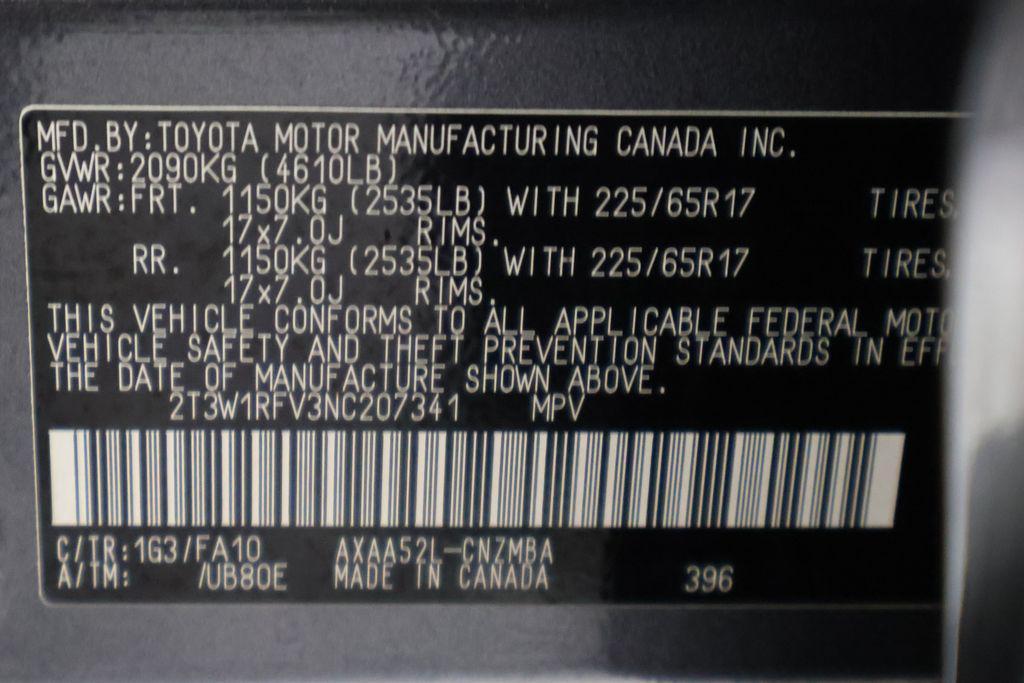 MFD.BY:TOYOTA MOTOR MANUFACTURING CANADA INC.
GVWR:2090KG (4610LB)
GAWR:FRT. 1150KG (2535LB) WITH 225/65R17 TIRES,
17x7.0J RIMS.
RR. 1150KG (2535LB) WITH 225/65R17 TIRES,
17x7.0J RIMS.
THIS VEHICLE CONFORMS TO ALL APPLICABLE FEDERAL
VEHICLE SAFETY AND THEFT PREVENTION STANDARDS IN
THE DATE OF MANUFACTURE SHOWN ABOVE.
2T3W1RFV3NC207341 MPV
C/TR:1G3/FA10 AXAA52L-CNZMBA
A/TM: /UB80E MADE IN CANADA 396